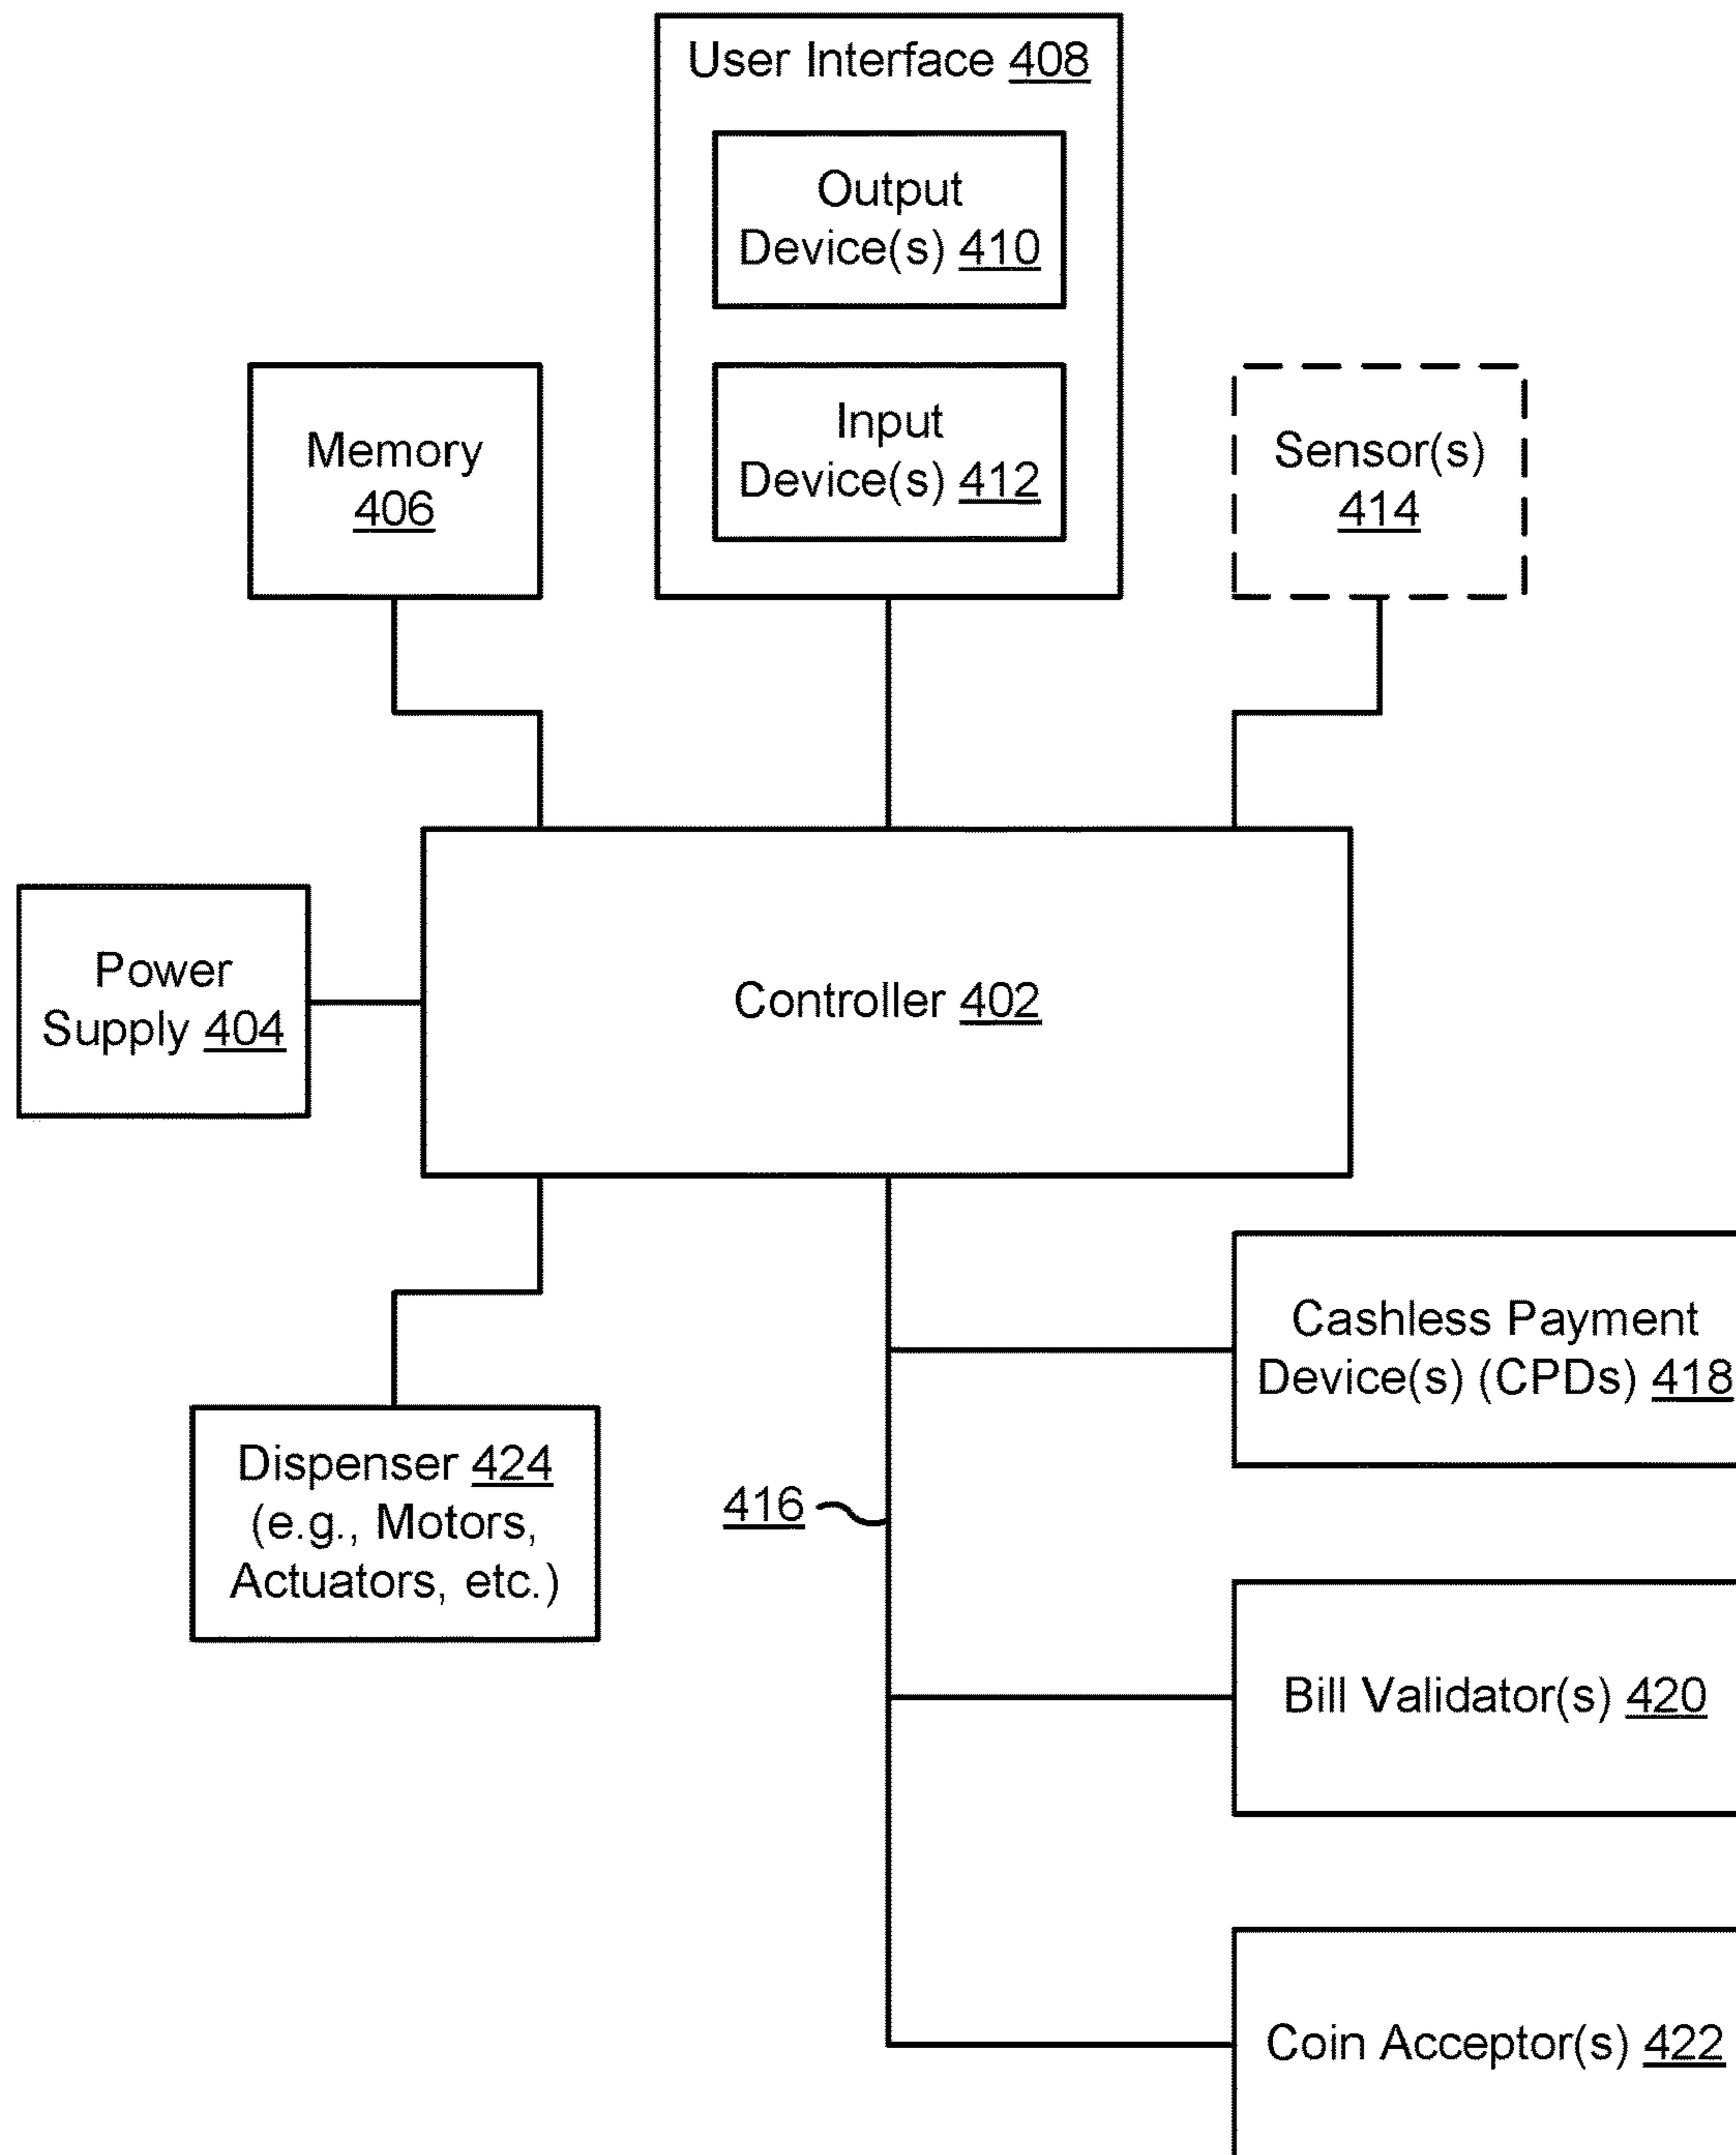 User Interface 408
Output
Device(s) 410
Input
Device(s) 412
Memory
406
Sensor(s)
414
Power
Supply 404
Controller 402
Cashless Payment
Device(s) (CPDs) 418
Dispenser 424
(e.g., Motors,
Actuators, etc.)
416
Bill Validator(s) 420
Coin Acceptor(s) 422